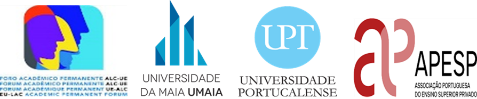 FORO ACADÉMICO PERMANENTE ALC-UE
FORUM ACADÉMICO PERMANENTE ALC-UE
FORUM ACADÉMIQUE PERMANENT UE-ALC
EU-LAC ACADEMIC PERMANENT FORUM
UNIVERSIDADE
DA MAIA UMAIA
UPT
UNIVERSIDADE
PORTUCALENSE
APESP
ASSOCIAÇÃO PORTUGUESA
DO ENSINO SUPERIOR PRIVADO